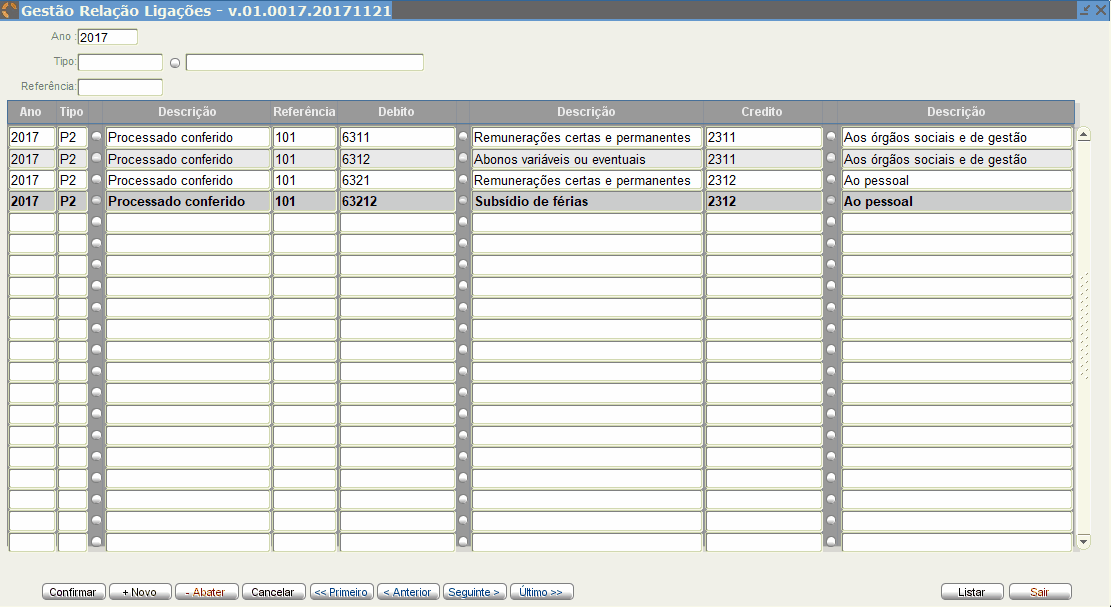 Gestão Relação Ligações - v.01.0017.20171121
Ano : 2017
Tipo:
Referência:
Ano Tipo Descrição Referência Debito Descrição Credito Descrição
2017 P2 Processado conferido 101 6311 Remunerações certas e permanentes 2311 Aos órgãos sociais e de gestão
2017 P2 Processado conferido 101 6312 Abonos variáveis ou eventuais 2311 Aos órgãos sociais e de gestão
2017 P2 Processado conferido 101 6321 Remunerações certas e permanentes 2312 Ao pessoal
2017 P2 Processado conferido 101 63212 Subsídio de férias 2312 Ao pessoal
Confirmar + Novo - Abater Cancelar << Primeiro < Anterior Seguinte > Último >> Listar Sair